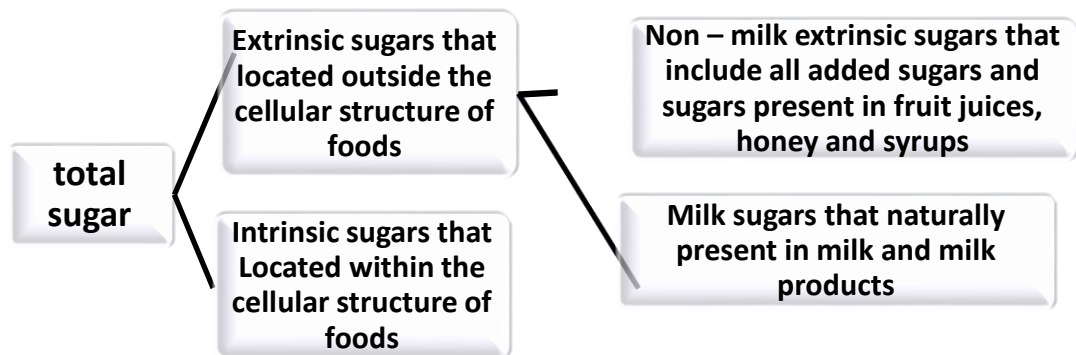 total
sugar
Extrinsic sugars that
located outside the
cellular structure of
foods
Intrinsic sugars that
Located within the
cellular structure of
foods
Non – milk extrinsic sugars that
include all added sugars and
sugars present in fruit juices,
honey and syrups
Milk sugars that naturally
present in milk and milk
products